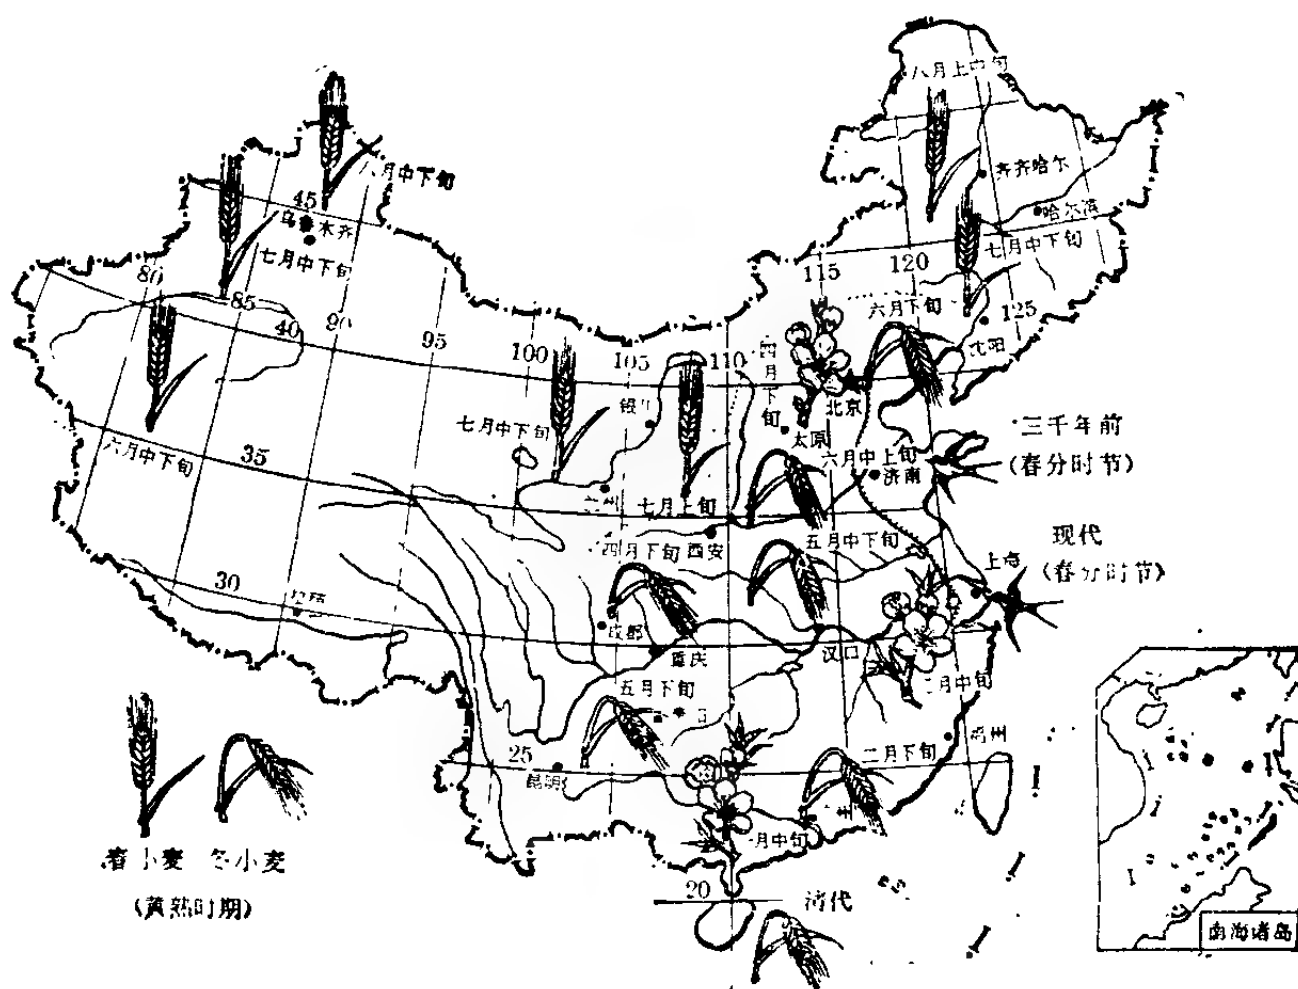 八月上中旬
六月中下旬
齐齐哈尔
45
乌鲁木齐
哈尔滨
七月中下旬
七月中下旬
80
85
40
90
95
100
105
110
115
120
125
六月下旬
沈阳
四月下旬
北京
银川
太原
七月中下旬
六月中下旬
35
六月中上旬
济南
三千年前
(春分时节)
兰州
七月上旬
四月下旬
西安
五月中下旬
现代
(春分时节)
上海
30
成都
重庆
汉口
五月下旬
二月下旬
25
昆明
春小麦
冬小麦
(黄熟时期)
月中旬
20
清代
南海诸岛